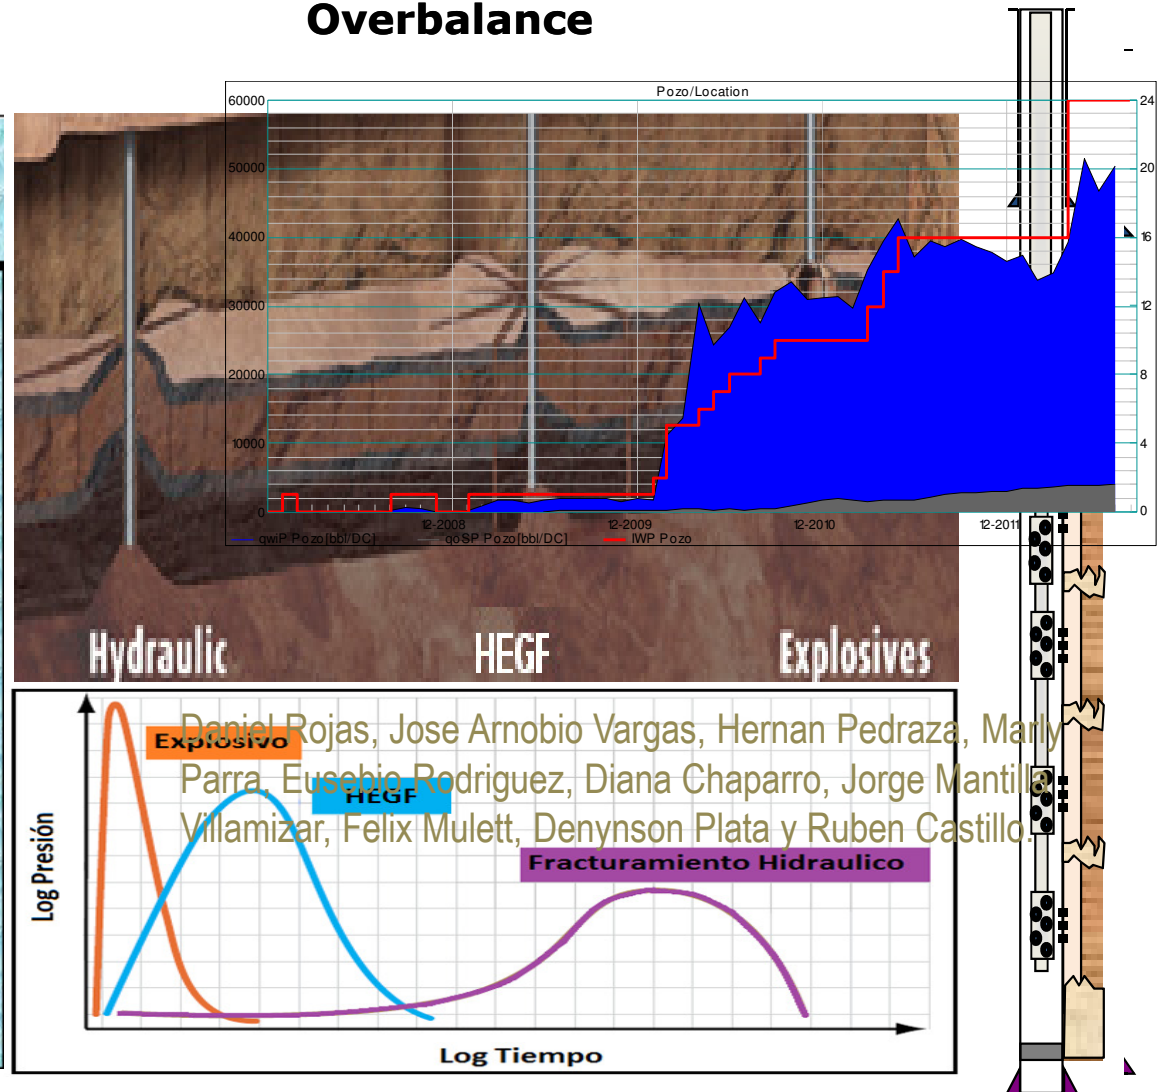 Overbalance
Pozo/Location
60000
50000
40000
30000
20000
10000
0
24
20
16
12
8
4
0
12-2008
12-2009
12-2010
12-2011
qwiP Pozo[bbl/DC]
qoSP Pozo[bbl/DC]
IWP Pozo
Hydraulic
HEGF
Explosives
Daniel Rojas, Jose Arnobio Vargas, Hernan Pedraza, Marly
Parra, Eusebio Rodriguez, Diana Chaparro, Jorge Mantilla
Villamizar, Felix Mulett, Denynson Plata y Ruben Castillo.
Explosivo
HEGF
Fracturamiento Hidraulico
Log Presión
Log Tiempo